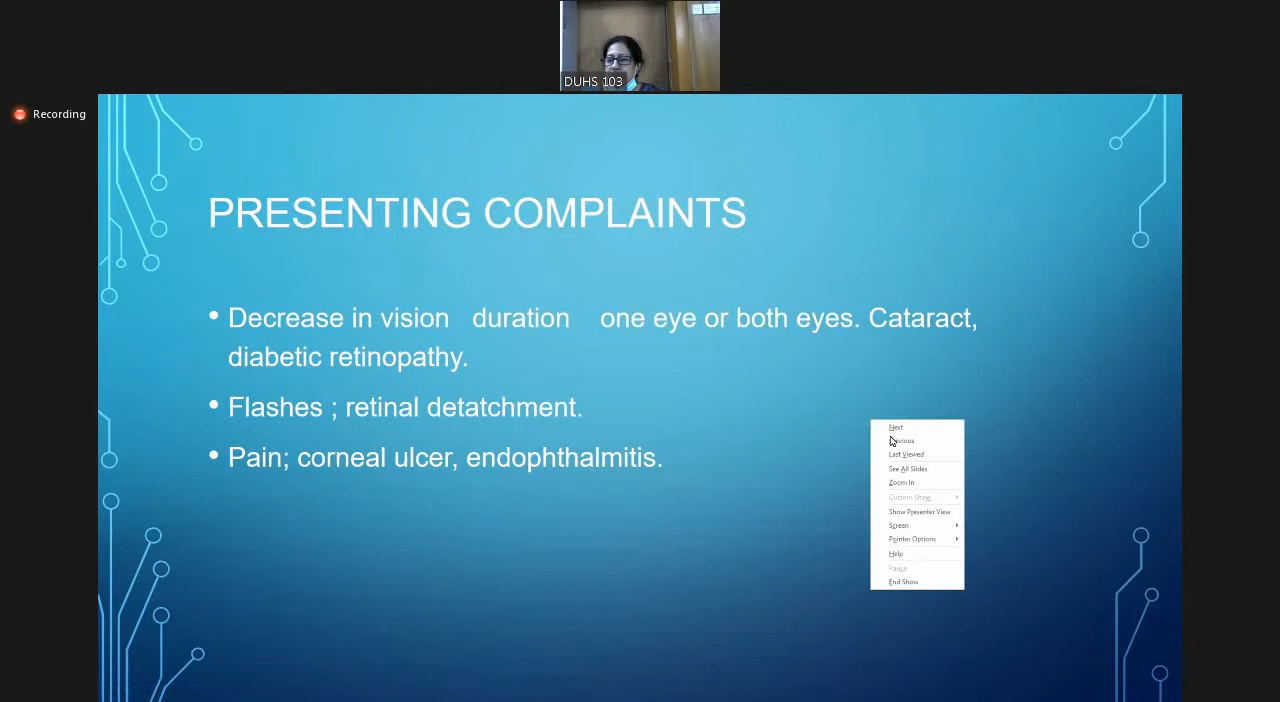 DUHS 103
Recording
PRESENTING COMPLAINTS
• Decrease in vision   duration    one eye or both eyes. Cataract,
diabetic retinopathy.
• Flashes ; retinal detatchment.
• Pain; corneal ulcer, endophthalmitis.
Next
Last Viewed
See All Slides
Zoom In
Custom Show
Show Presenter View
Screen
Pointer Options
Help
Pause
End Show